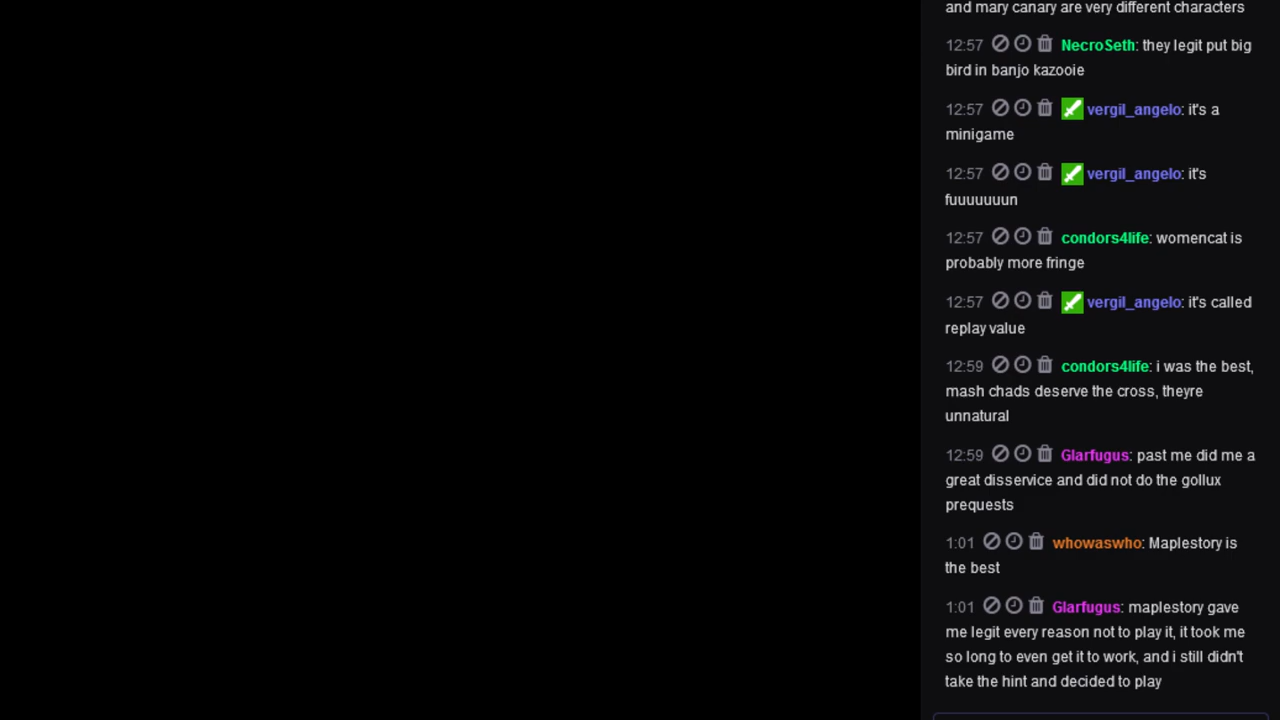 and mary canary are very different characters
12:57 NecroSeth: they legit put big
bird in banjo kazooie
12:57 vergil_angelo: it's a
minigame
12:57 vergil_angelo: it's
fuuuuuuun
12:57 condors4life: womencat is
probably more fringe
12:57 vergil_angelo: it's called
replay value
12:59 condors4life: i was the best,
mash chads deserve the cross, theyre
unnatural
12:59 Glarfugus: past me did me a
great disservice and did not do the gollux
prequests
1:01 whowaswho: Maplestory is
the best
1:01 Glarfugus: maplestory gave
me legit every reason not to play it, it took me
so long to even get it to work, and i still didn't
take the hint and decided to play